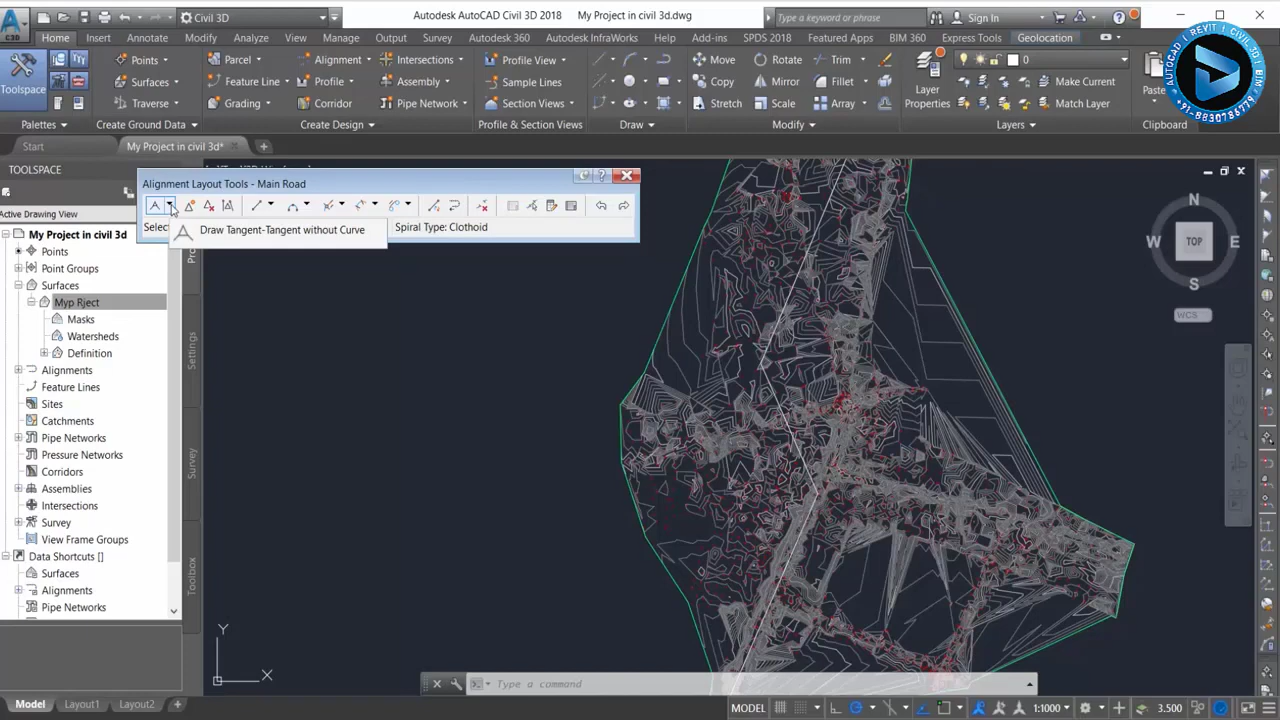 Civil 3D
Autodesk AutoCAD Civil 3D 2018 My Project in civil 3d.dwg
Type a keyword or phrase
Sign In
C3D
Home Insert Annotate Modify Analyze View Manage Output Survey Autodesk 360 Autodesk InfraWorks Help Add-ins SPDS 2018 Featured Apps BIM 360 Express Tools Geolocation
Toolspace
Points
Surfaces
Traverse
Parcel
Feature Line
Grading
Alignment
Profile
Corridor
Intersections
Assembly
Pipe Network
Profile View
Sample Lines
Section Views
Move
Copy
Stretch
Rotate
Mirror
Scale
Trim
Fillet
Array
Layer
Properties
0
Make Current
Match Layer
Paste
Palettes
Create Ground Data
Create Design
Profile & Section Views
Draw
Modify
Layers
Clipboard
+91-8830786779
Start
My Project in civil 3d*
TOOLSPACE
Active Drawing View
My Project in civil 3d
Points
Point Groups
Surfaces
Myp Rject
Masks
Watersheds
Definition
Alignments
Feature Lines
Sites
Catchments
Pipe Networks
Pressure Networks
Corridors
Assemblies
Intersections
Survey
View Frame Groups
Data Shortcuts []
Surfaces
Alignments
Pipe Networks
Settings
Survey
Toolbox
Alignment Layout Tools - Main Road
Selec
Spiral Type: Clothoid
Draw Tangent-Tangent without Curve
N
W
TOP
E
S
WCS
Y
X
Type a command
Model
Layout1
Layout2
MODEL
1:1000
3.500